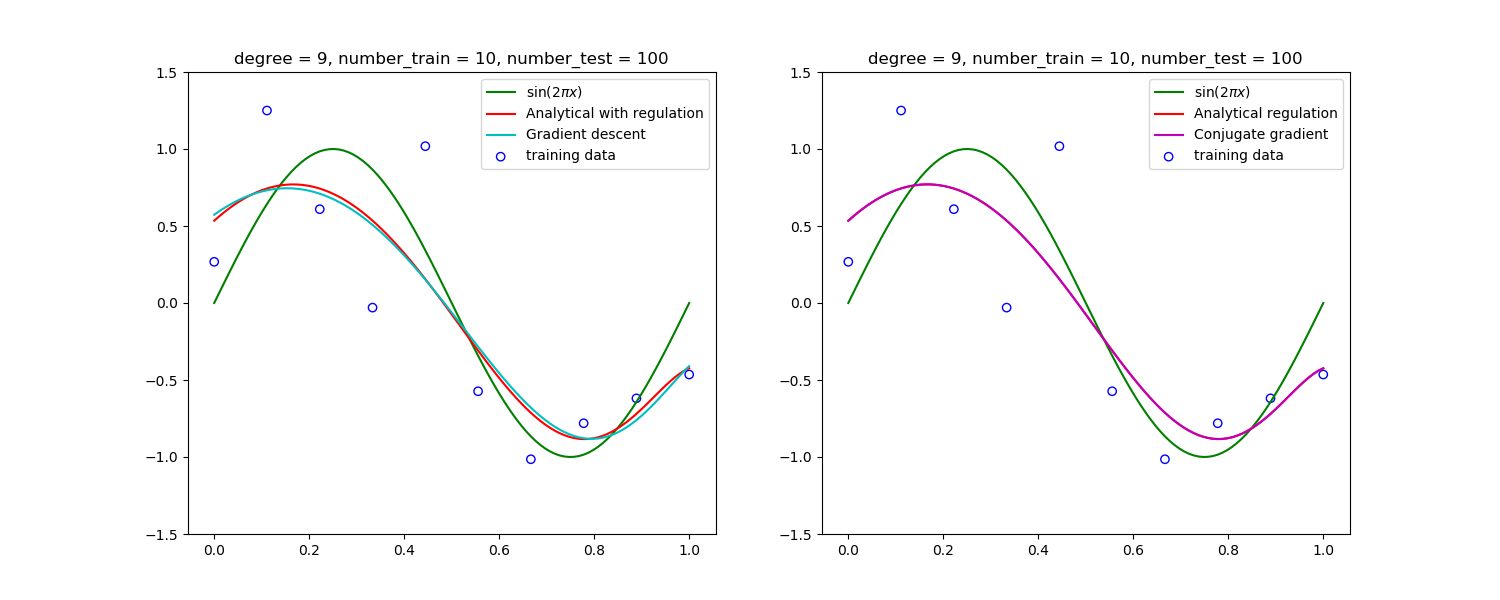 degree = 9, number_train = 10, number_test = 100
sin(2πx)
Analytical with regulation
Gradient descent
training data
1.5
1.0
0.5
0.0
−0.5
−1.0
−1.5
0.0 0.2 0.4 0.6 0.8 1.0
degree = 9, number_train = 10, number_test = 100
sin(2πx)
Analytical regulation
Conjugate gradient
training data
1.5
1.0
0.5
0.0
−0.5
−1.0
−1.5
0.0 0.2 0.4 0.6 0.8 1.0